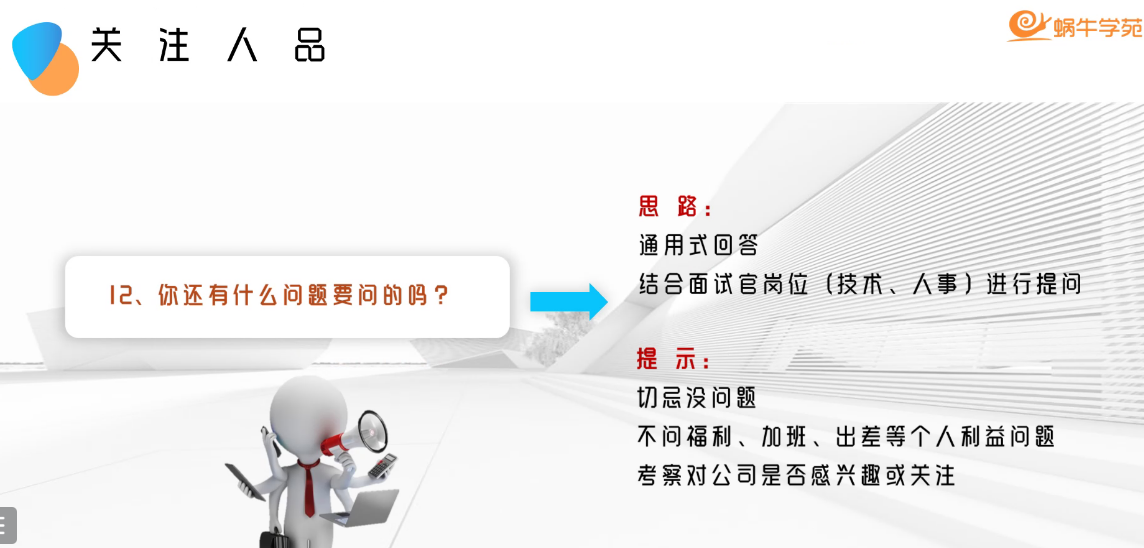 关注人品
蜗牛学苑
12、你还有什么问题要问的吗？
思路：
通用式回答
结合面试官岗位（技术、人事）进行提问
提示：
切忌没问题
不问福利、加班、出差等个人利益问题
考察对公司是否感兴趣或关注